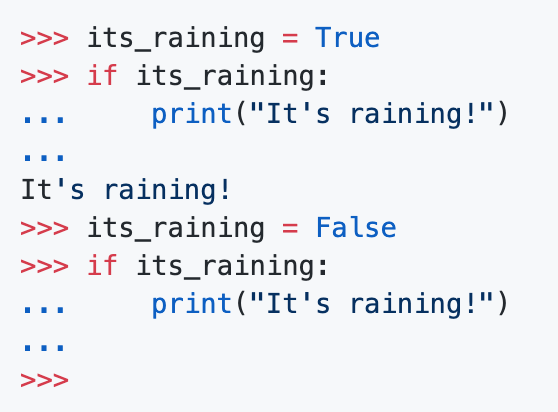 >>> its_raining = True
>>> if its_raining:
...     print("It's raining!")
...
It's raining!
>>> its_raining = False
>>> if its_raining:
...     print("It's raining!")
...
>>>